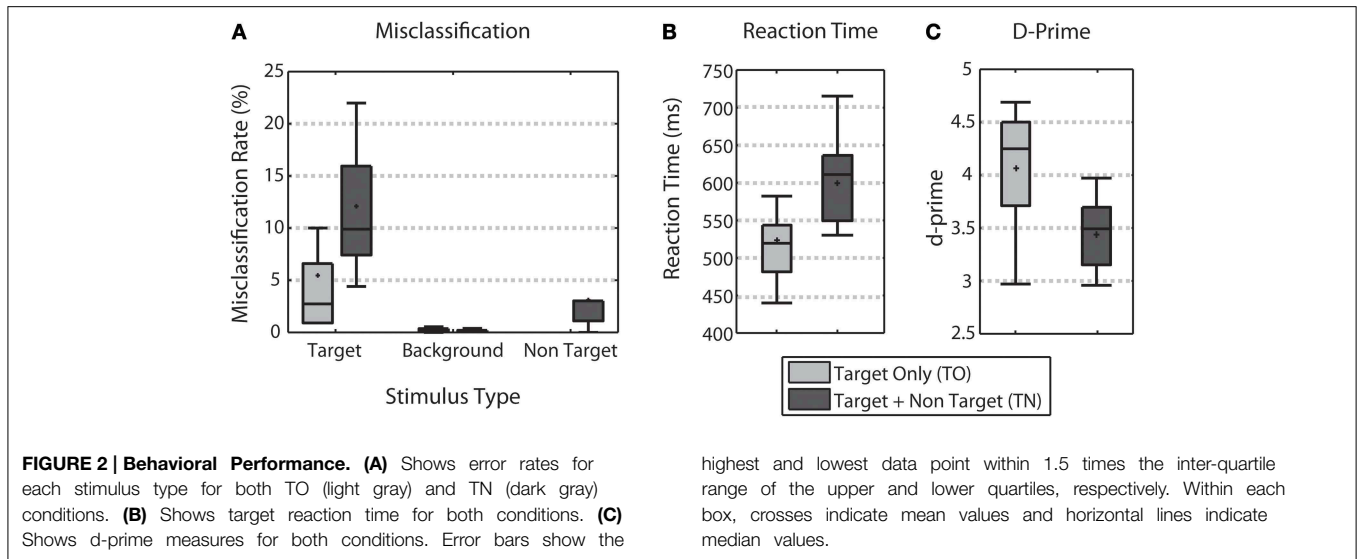 A Misclassification
25
20
15
10
5
0
Misclassification Rate (%)
Target Background Non Target
Stimulus Type
B Reaction Time
750
700
650
600
550
500
450
400
Reaction Time (ms)
C D-Prime
5
4.5
4
3.5
3
2.5
d-prime
Target Only (TO)
Target + Non Target (TN)
FIGURE 2 | Behavioral Performance. (A) Shows error rates for
each stimulus type for both TO (light gray) and TN (dark gray)
conditions. (B) Shows target reaction time for both conditions. (C)
Shows d-prime measures for both conditions. Error bars show the
highest and lowest data point within 1.5 times the inter-quartile
range of the upper and lower quartiles, respectively. Within each
box, crosses indicate mean values and horizontal lines indicate
median values.